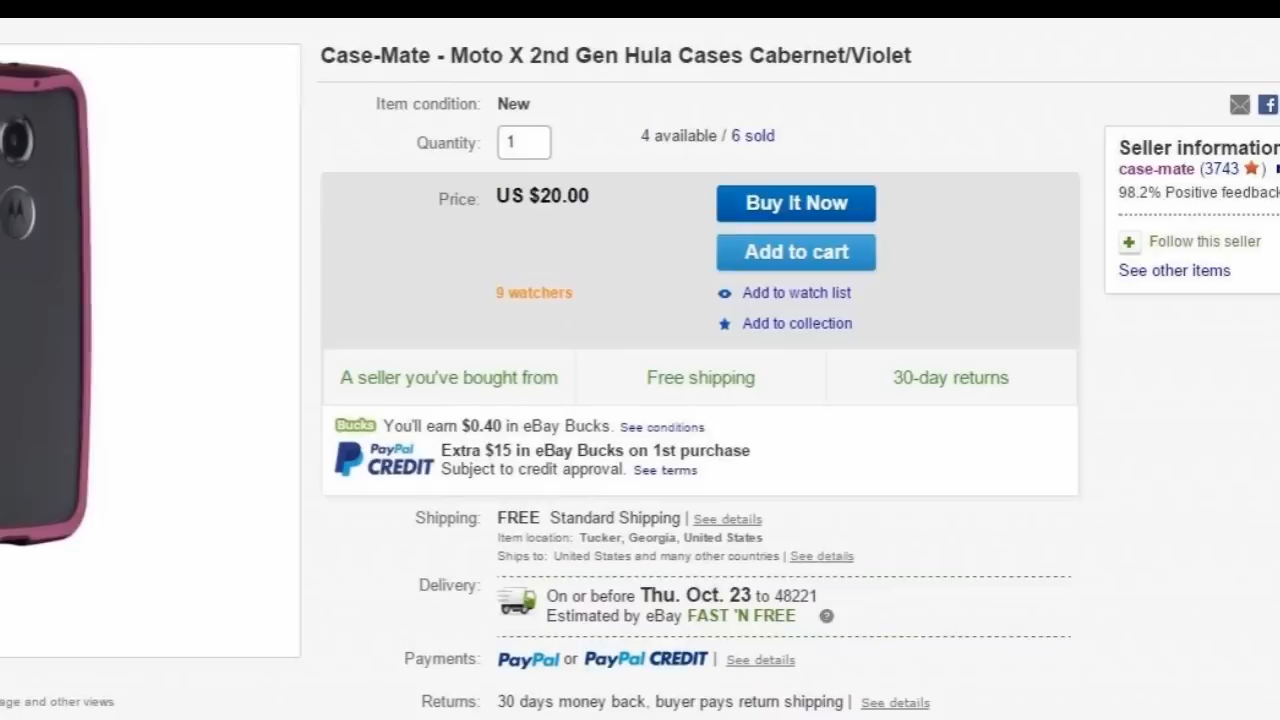 Case-Mate - Moto X 2nd Gen Hula Cases Cabernet/Violet
Item condition: New
Quantity: 1 4 available / 6 sold
Price: US $20.00 Buy It Now
Add to cart
9 watchers Add to watch list
Add to collection
A seller you've bought from Free shipping 30-day returns
Bucks You'll earn $0.40 in eBay Bucks. See conditions
PayPal CREDIT Extra $15 in eBay Bucks on 1st purchase
Subject to credit approval. See terms
Shipping: FREE Standard Shipping | See details
Item location: Tucker, Georgia, United States
Ships to: United States and many other countries | See details
Delivery: On or before Thu. Oct. 23 to 48221
Estimated by eBay FAST 'N FREE ?
Payments: PayPal or PayPal CREDIT | See details
Returns: 30 days money back, buyer pays return shipping | See details
Seller information
case-mate (3743 ★)
98.2% Positive feedback
+ Follow this seller
See other items
age and other views